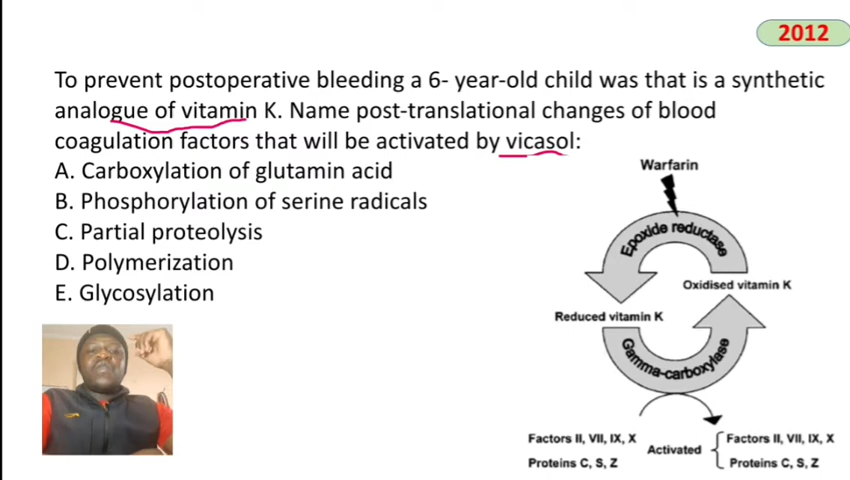 2012
To prevent postoperative bleeding a 6- year-old child was that is a synthetic
analogue of vitamin K. Name post-translational changes of blood
coagulation factors that will be activated by vicasol:
A. Carboxylation of glutamin acid
B. Phosphorylation of serine radicals
C. Partial proteolysis
D. Polymerization
E. Glycosylation
Warfarin
Epoxide reductase
Oxidised vitamin K
Reduced vitamin K
Gamma-carboxylase
Factors II, VII, IX, X
Proteins C, S, Z
Activated
Factors II, VII, IX, X
Proteins C, S, Z